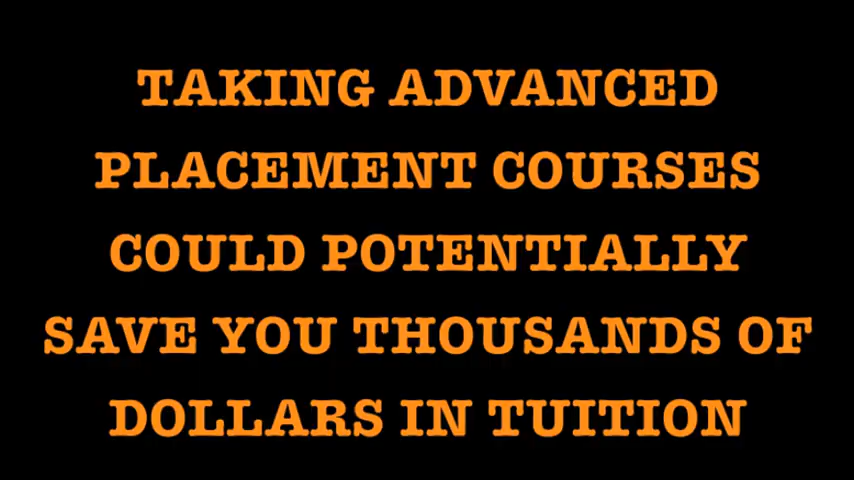 TAKING ADVANCED
PLACEMENT COURSES
COULD POTENTIALLY
SAVE YOU THOUSANDS OF
DOLLARS IN TUITION